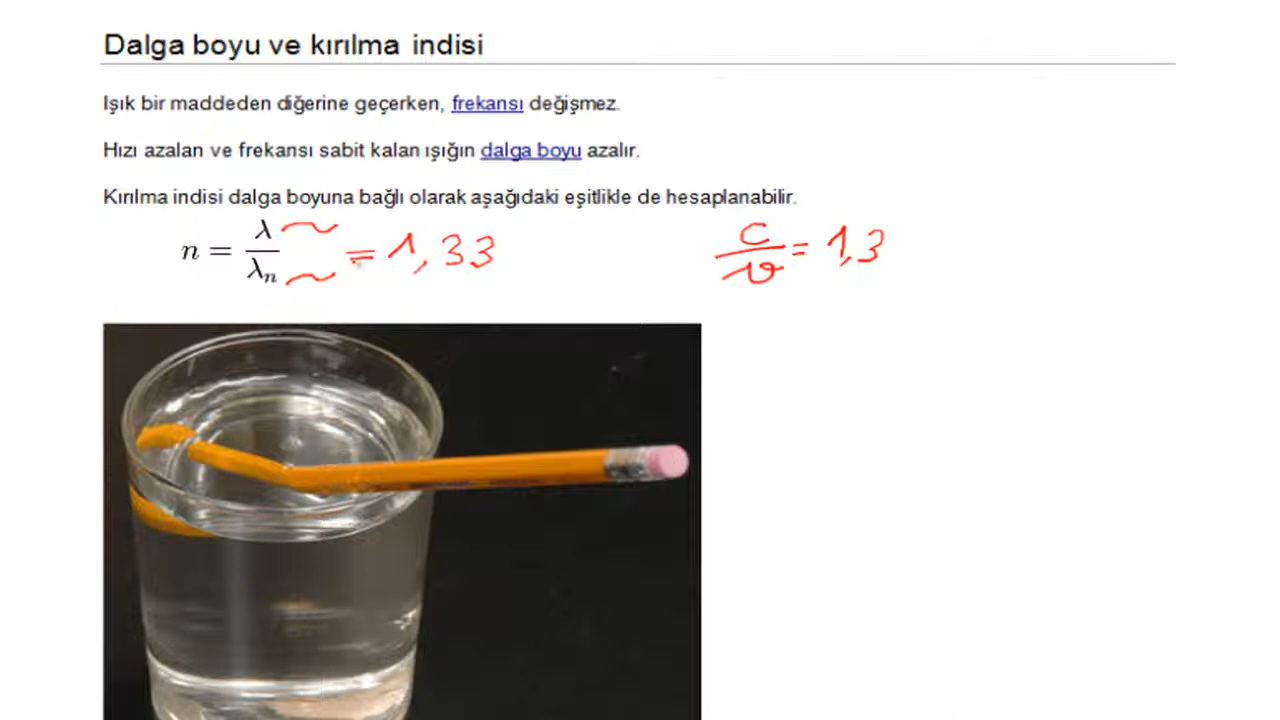 Dalga boyu ve kırılma indisi
Işık bir maddeden diğerine geçerken, frekansı değişmez.
Hızı azalan ve frekansı sabit kalan ışığın dalga boyu azalır.
Kırılma indisi dalga boyuna bağlı olarak aşağıdaki eşitlikle de hesaplanabilir.
n = λ/λn = 1,33
c/v = 1,3